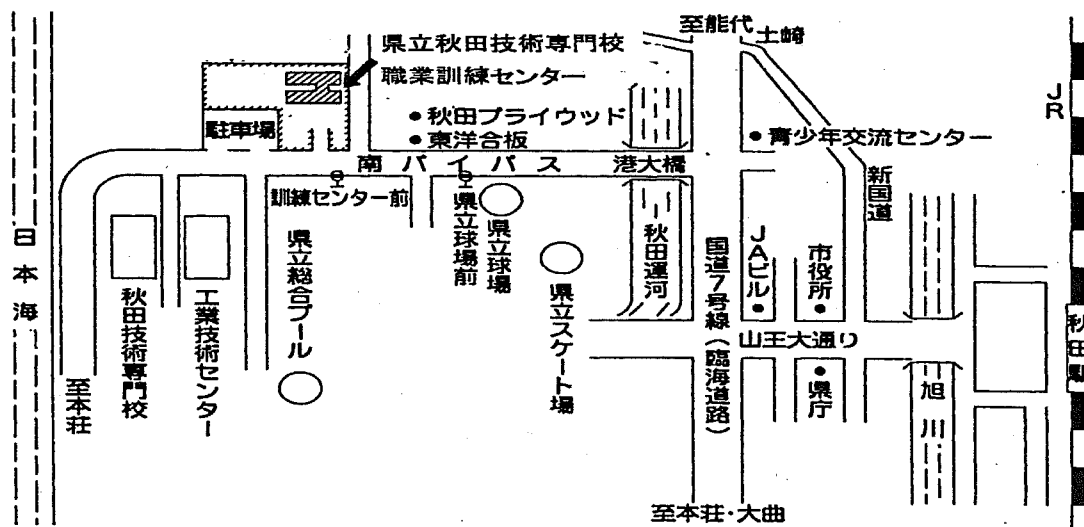 至能代
土崎
県立秋田技術専門校
職業訓練センター
JR
秋田プライウッド
東洋合板
駐車場
青少年交流センター
南バイパス
港大橋
新国道
訓練センター前
県立球場前
県立球場
秋田運河
国道7号線(臨海道路)
JAビル
市役所
日本海
県立総合プール
県立スケート場
秋田技術専門校
工業技術センター
山王大通り
秋田駅
県庁
旭川
至本荘
至本荘・大曲